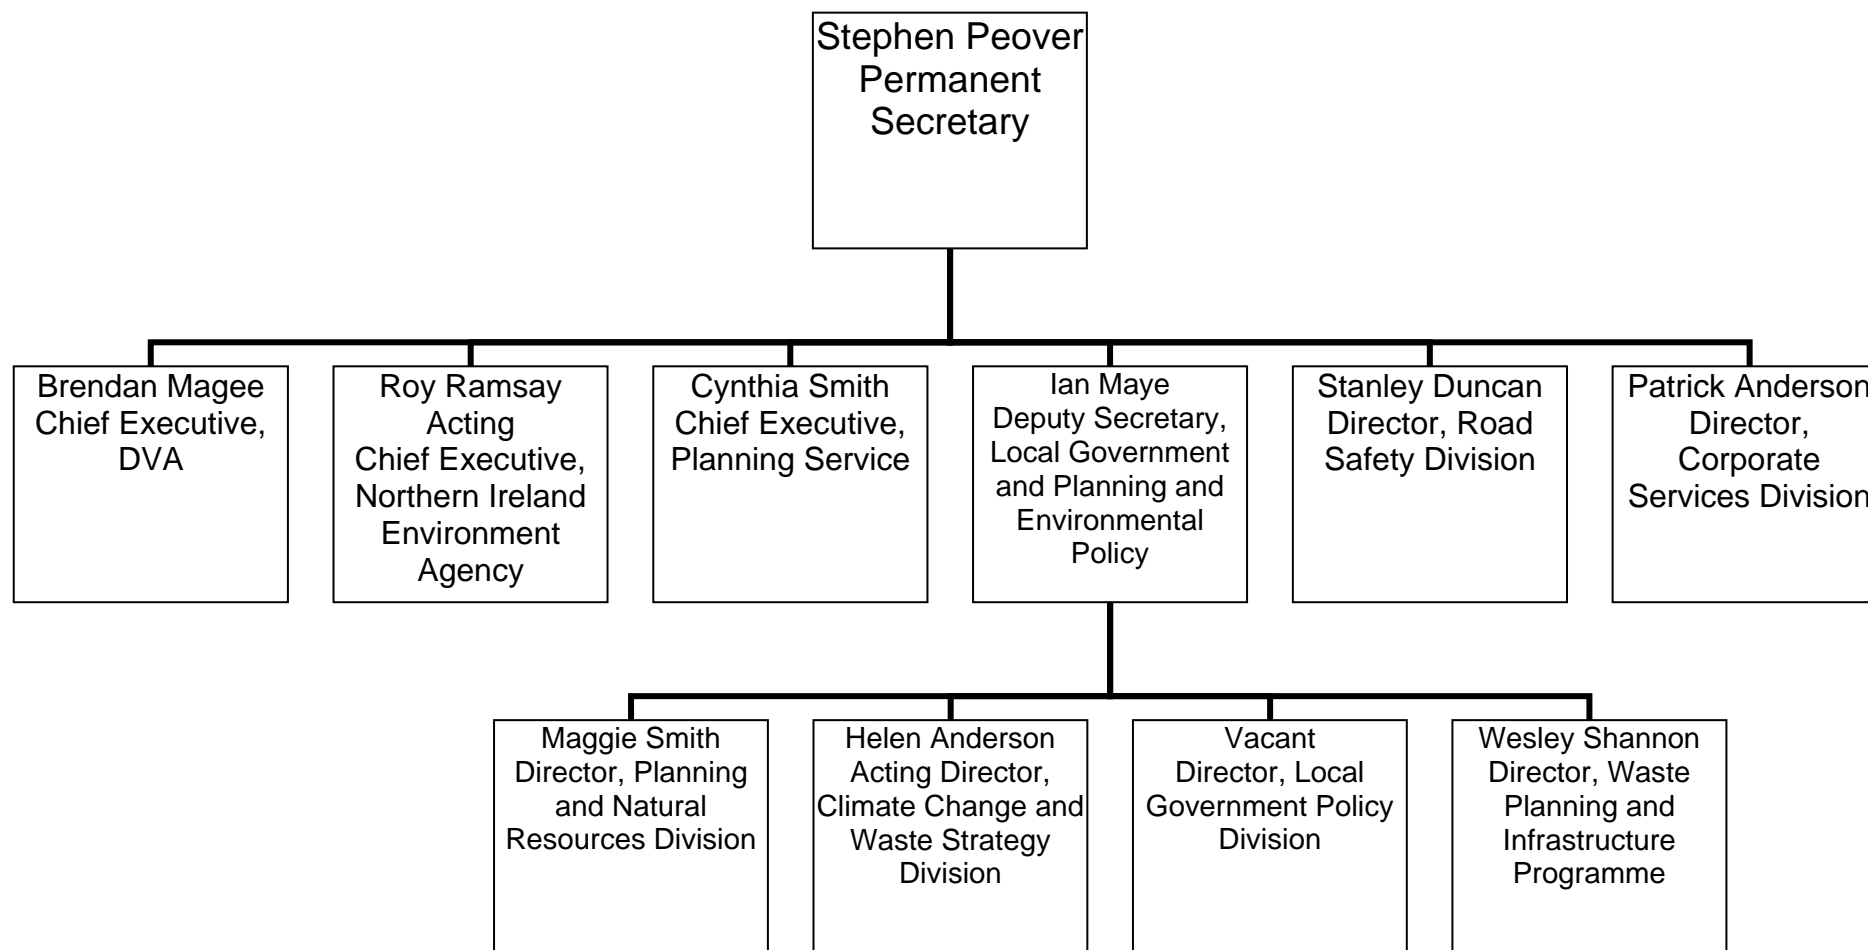 Stephen Peover
Permanent
Secretary
Brendan Magee
Chief Executive,
DVA
Roy Ramsay
Acting
Chief Executive,
Northern Ireland
Environment
Agency
Cynthia Smith
Chief Executive,
Planning Service
Ian Maye
Deputy Secretary,
Local Government
and Planning and
Environmental
Policy
Stanley Duncan
Director, Road
Safety Division
Patrick Anderson
Director,
Corporate
Services Division
Maggie Smith
Director, Planning
and Natural
Resources Division
Helen Anderson
Acting Director,
Climate Change and
Waste Strategy
Division
Vacant
Director, Local
Government Policy
Division
Wesley Shannon
Director, Waste
Planning and
Infrastructure
Programme